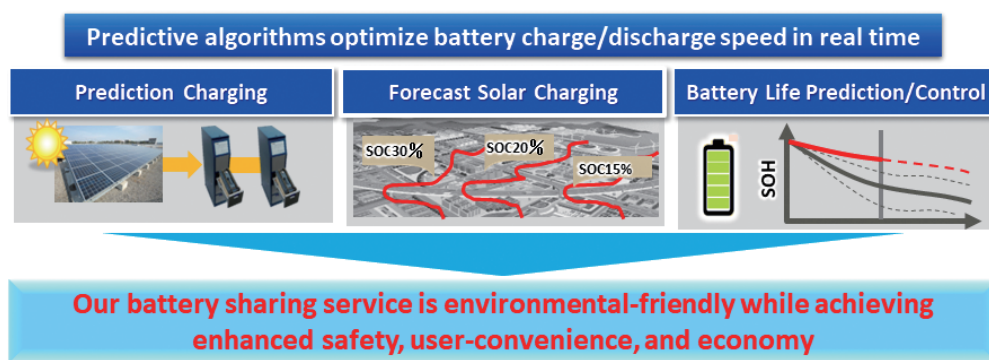 Predictive algorithms optimize battery charge/discharge speed in real time
Prediction Charging
Forecast Solar Charging
Battery Life Prediction/Control
SOC30%
SOC20%
SOC15%
SOH
Our battery sharing service is environmental-friendly while achieving
enhanced safety, user-convenience, and economy